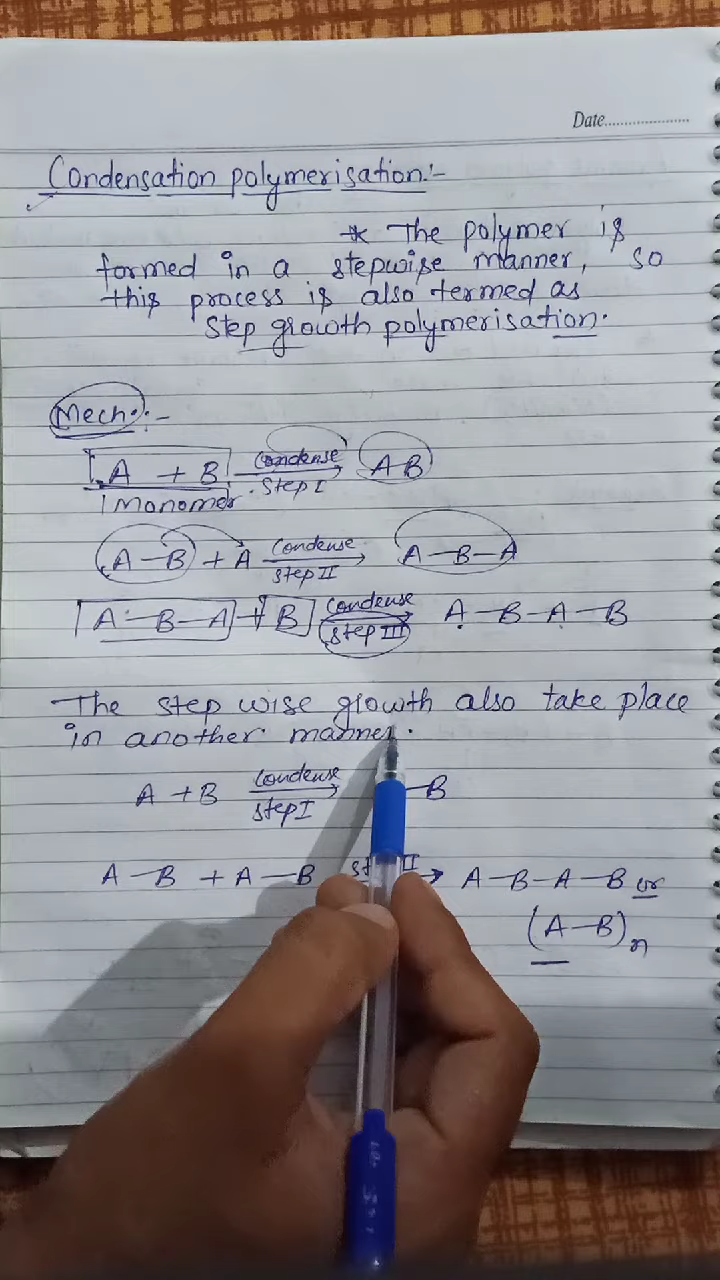 Date....................
Condensation polymerisation:-
* The polymer is
formed in a stepwise manner, so
this process is also termed as
step growth polymerisation.
Mech:-
A + B condense step I AB
Monomer.
A-B + A condense step II A-B-A
A-B-A + B condense step III A-B-A-B
The step wise growth also take place
in another manner.
A + B condense step I -B
A-B + A-B II A-B-A-B or
(A-B)n